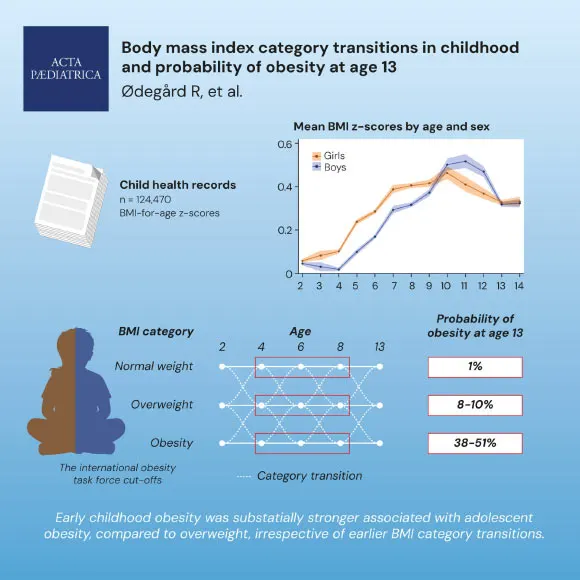 ACTA
PÆDIATRICA
Body mass index category transitions in childhood
and probability of obesity at age 13
Ødegård R, et al.
Child health records
n = 124,470
BMI-for-age z-scores
Mean BMI z-scores by age and sex
Girls
Boys
0.6
0.4
0.2
0
2 3 4 5 6 7 8 9 10 11 12 13 14
BMI category
Age
Probability of
obesity at age 13
2 4 6 8 13
Normal weight
1%
Overweight
8-10%
Obesity
38-51%
The international obesity
task force cut-offs
Category transition
Early childhood obesity was substatially stronger associated with adolescent
obesity, compared to overweight, irrespective of earlier BMI category transitions.